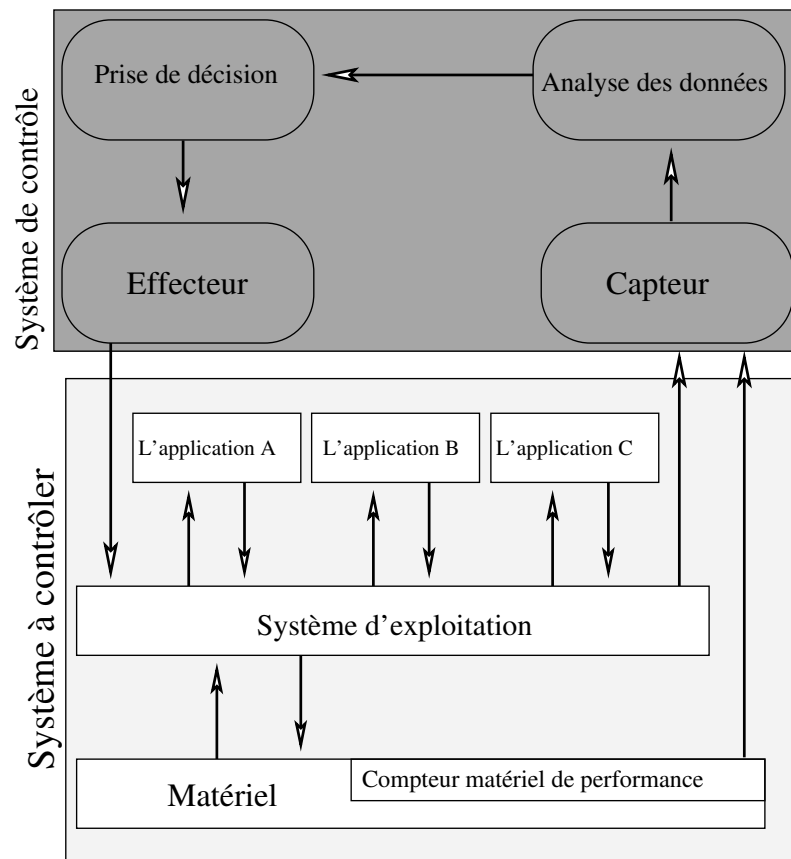 Système de contrôle
Prise de décision
Analyse des données
Effecteur
Capteur
Système à contrôler
L'application A
L'application B
L'application C
Système d'exploitation
Matériel
Compteur matériel de performance